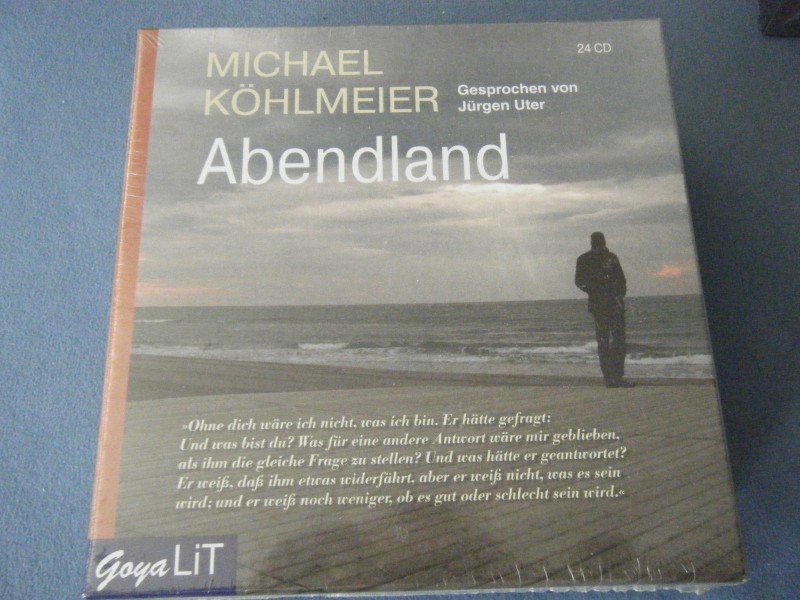 MICHAEL
KÖHLMEIER
24 CD
Gesprochen von
Jürgen Uter
Abendland
»Ohne dich wäre ich nicht, was ich bin. Er hätte gefragt:
Und was bist du? Was für eine andere Antwort wäre mir geblieben,
als ihm die gleiche Frage zu stellen? Und was hätte er geantwortet?
Er weiß, daß ihm etwas widerfährt, aber er weiß nicht, was es sein
wird; und er weiß noch weniger, ob es gut oder schlecht sein wird.«
Goya LiT